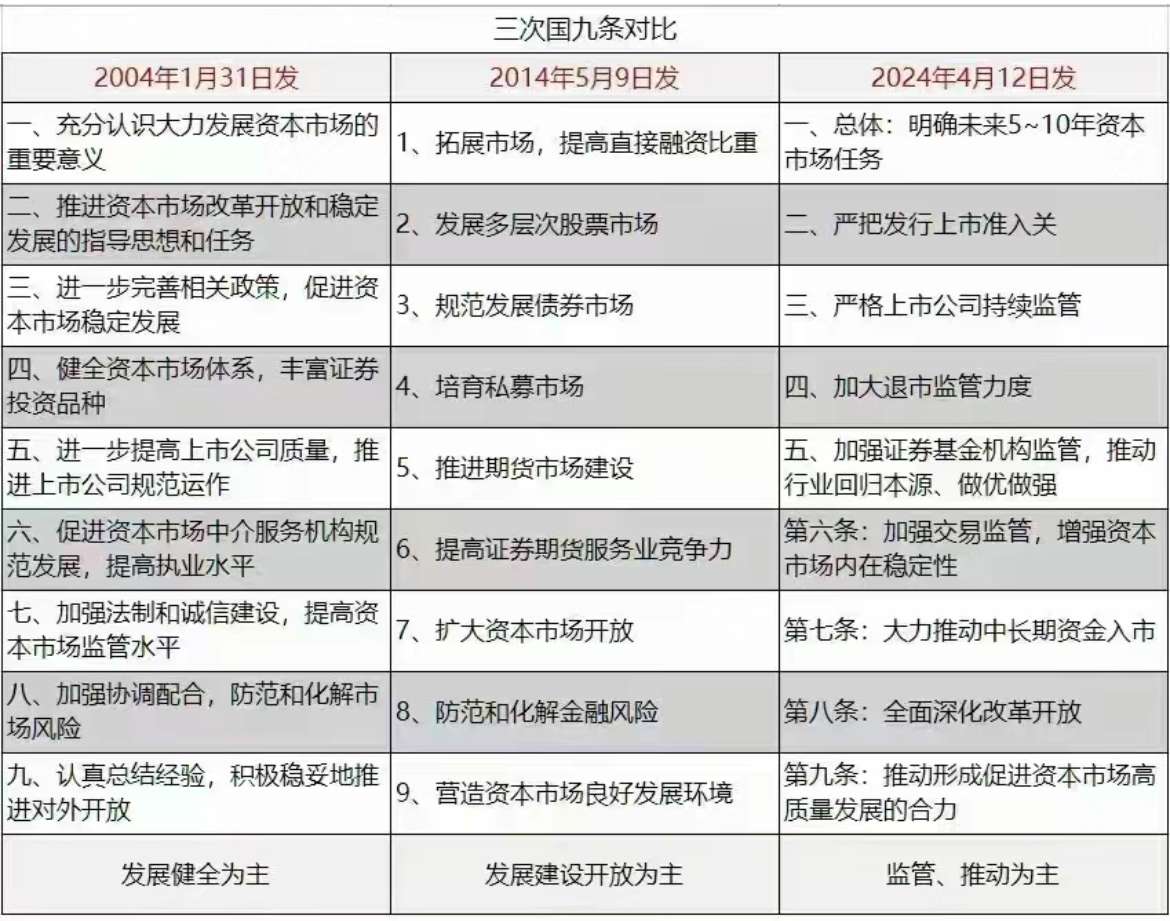 三次国九条对比
2004年1月31日发
2014年5月9日发
2024年4月12日发
一、充分认识大力发展资本市场的
重要意义
1、拓展市场，提高直接融资比重
一、总体：明确未来5~10年资本
市场任务
二、推进资本市场改革开放和稳定
发展的指导思想和任务
2、发展多层次股票市场
二、严把发行上市准入关
三、进一步完善相关政策，促进资
本市场稳定发展
3、规范发展债券市场
三、严格上市公司持续监管
四、健全资本市场体系，丰富证券
投资品种
4、培育私募市场
四、加大退市监管力度
五、进一步提高上市公司质量，推
进上市公司规范运作
5、推进期货市场建设
五、加强证券基金机构监管，推动
行业回归本源、做优做强
六、促进资本市场中介服务机构规
范发展，提高执业水平
6、提高证券期货服务业竞争力
第六条：加强交易监管，增强资本
市场内在稳定性
七、加强法制和诚信建设，提高资
本市场监管水平
7、扩大资本市场开放
第七条：大力推动中长期资金入市
八、加强协调配合，防范和化解市
场风险
8、防范和化解金融风险
第八条：全面深化改革开放
九、认真总结经验，积极稳妥地推
进对外开放
9、营造资本市场良好发展环境
第九条：推动形成促进资本市场高
质量发展的合力
发展健全为主
发展建设开放为主
监管、推动为主